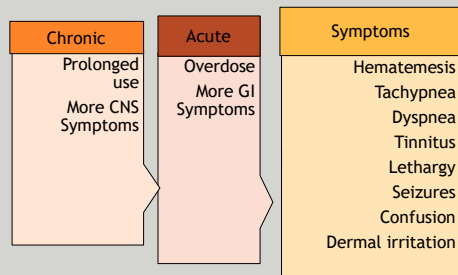 Chronic
Prolonged
use
More CNS
Symptoms
Acute
Overdose
More GI
Symptoms
Symptoms
Hematemesis
Tachypnea
Dyspnea
Tinnitus
Lethargy
Seizures
Confusion
Dermal irritation